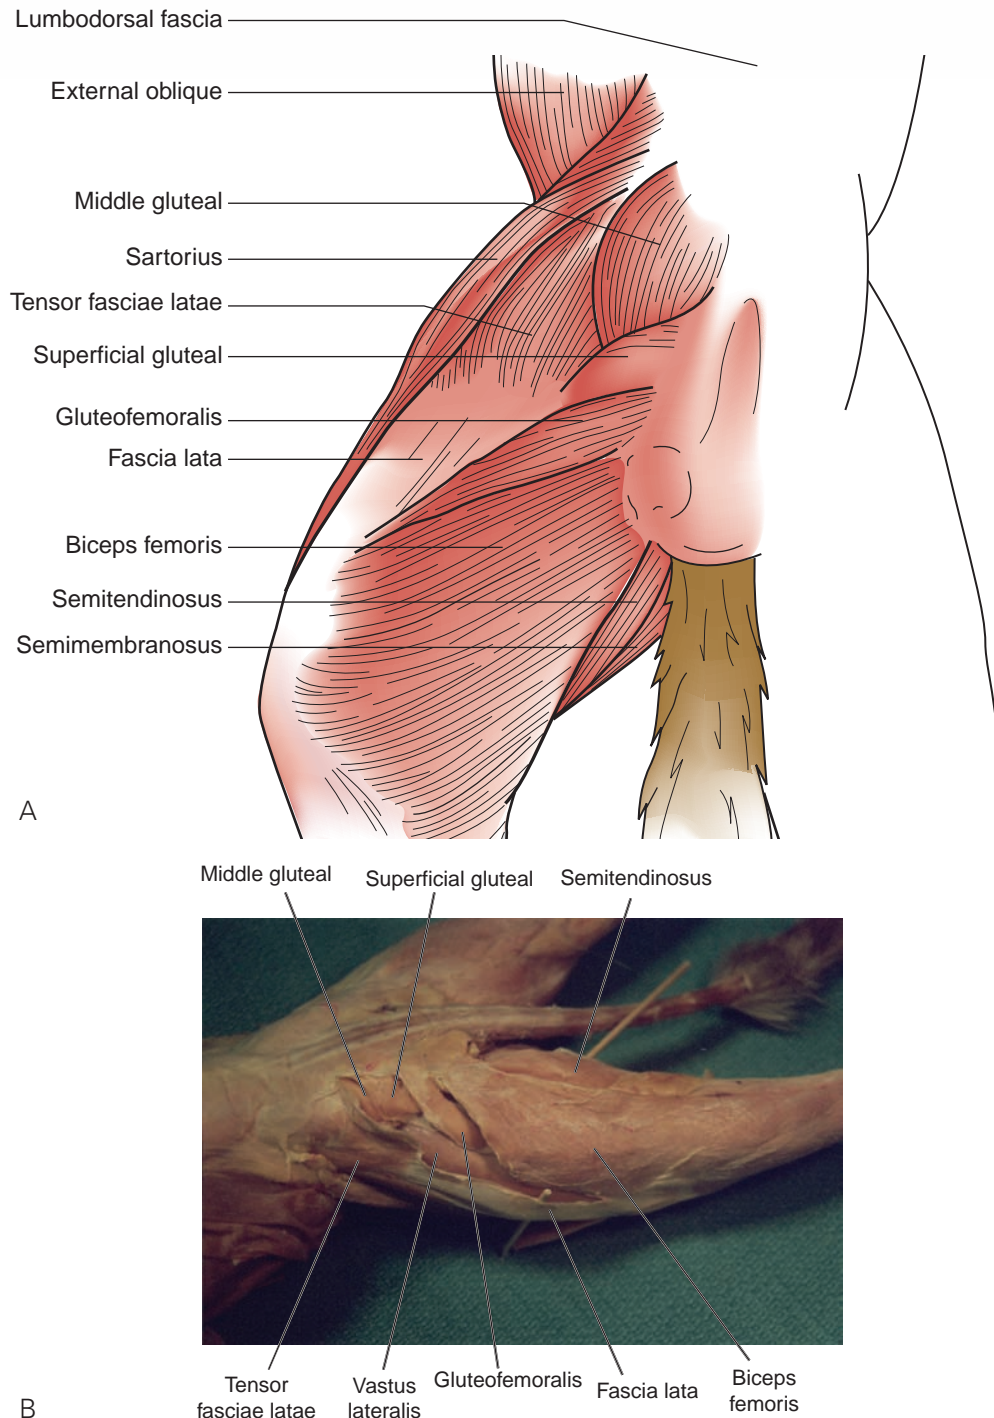 Lumbodorsal fascia
External oblique
Middle gluteal
Sartorius
Tensor fasciae latae
Superficial gluteal
Gluteofemoralis
Fascia lata
Biceps femoris
Semitendinosus
Semimembranosus
A
Middle gluteal
Superficial gluteal
Semitendinosus
Tensor
fasciae latae
Vastus
lateralis
Gluteofemoralis
Fascia lata
Biceps
femoris
B